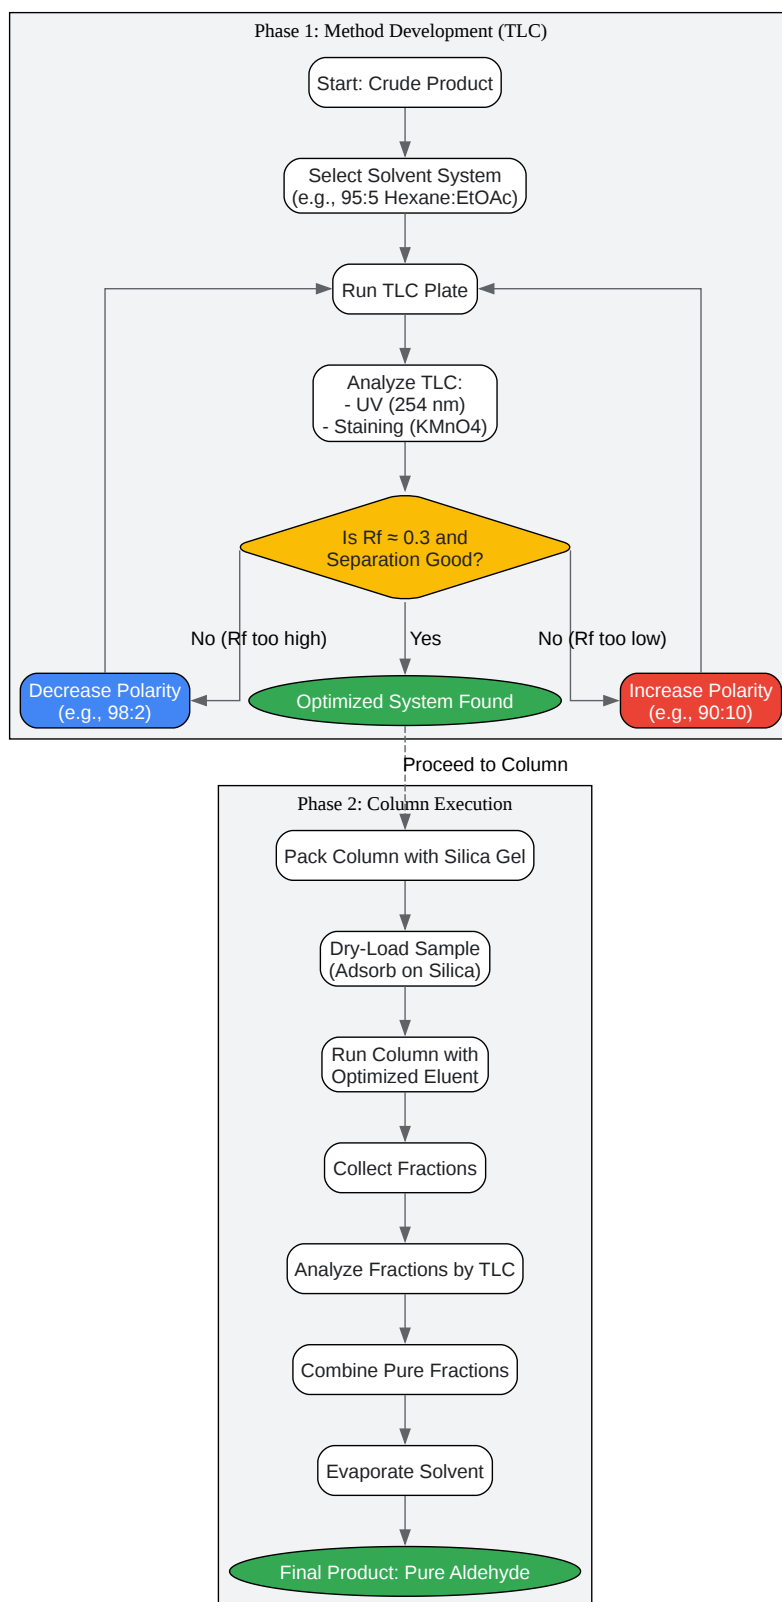 Phase 1: Method Development (TLC)
Start: Crude Product
Select Solvent System
(e.g., 95:5 Hexane:EtOAc)
Run TLC Plate
Analyze TLC:
- UV (254 nm)
- Staining (KMnO4)
Is Rf ≈ 0.3 and
Separation Good?
No (Rf too high)
Yes
No (Rf too low)
Decrease Polarity
(e.g., 98:2)
Optimized System Found
Increase Polarity
(e.g., 90:10)
Proceed to Column
Phase 2: Column Execution
Pack Column with Silica Gel
Dry-Load Sample
(Adsorb on Silica)
Run Column with
Optimized Eluent
Collect Fractions
Analyze Fractions by TLC
Combine Pure Fractions
Evaporate Solvent
Final Product: Pure Aldehyde